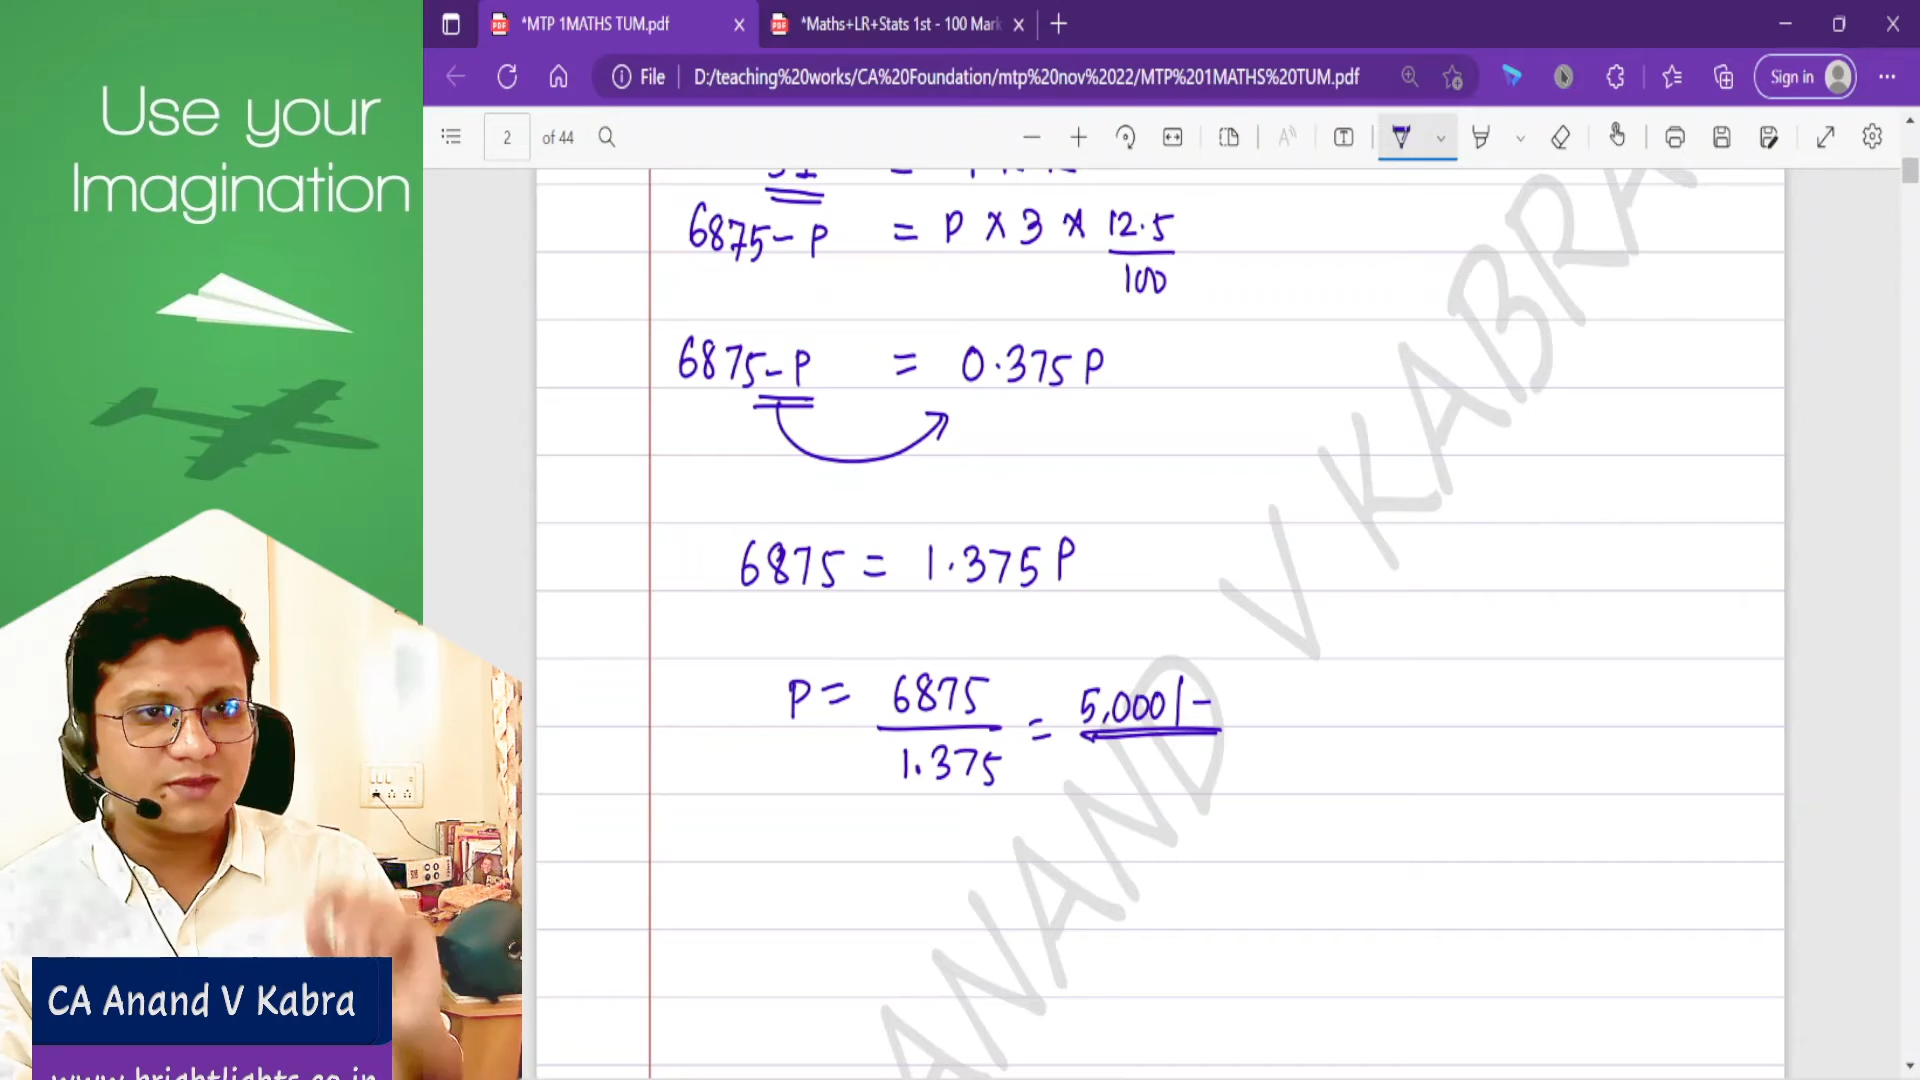 *MTP 1MATHS TUM.pdf
*Maths+LR+Stats 1st - 100 Mark
File
D:/teaching%20works/CA%20Foundation/mtp%20nov%202022/MTP%201MATHS%20TUM.pdf
Sign in
2 of 44
Use your
Imagination
6875 - P = P × 3 × 12.5
100
6875 - P = 0.375 P
6875 = 1.375 P
P = 6875 = 5,000/-
1.375
ANAND V KABRA
CA Anand V Kabra
www.brightlights.co.in